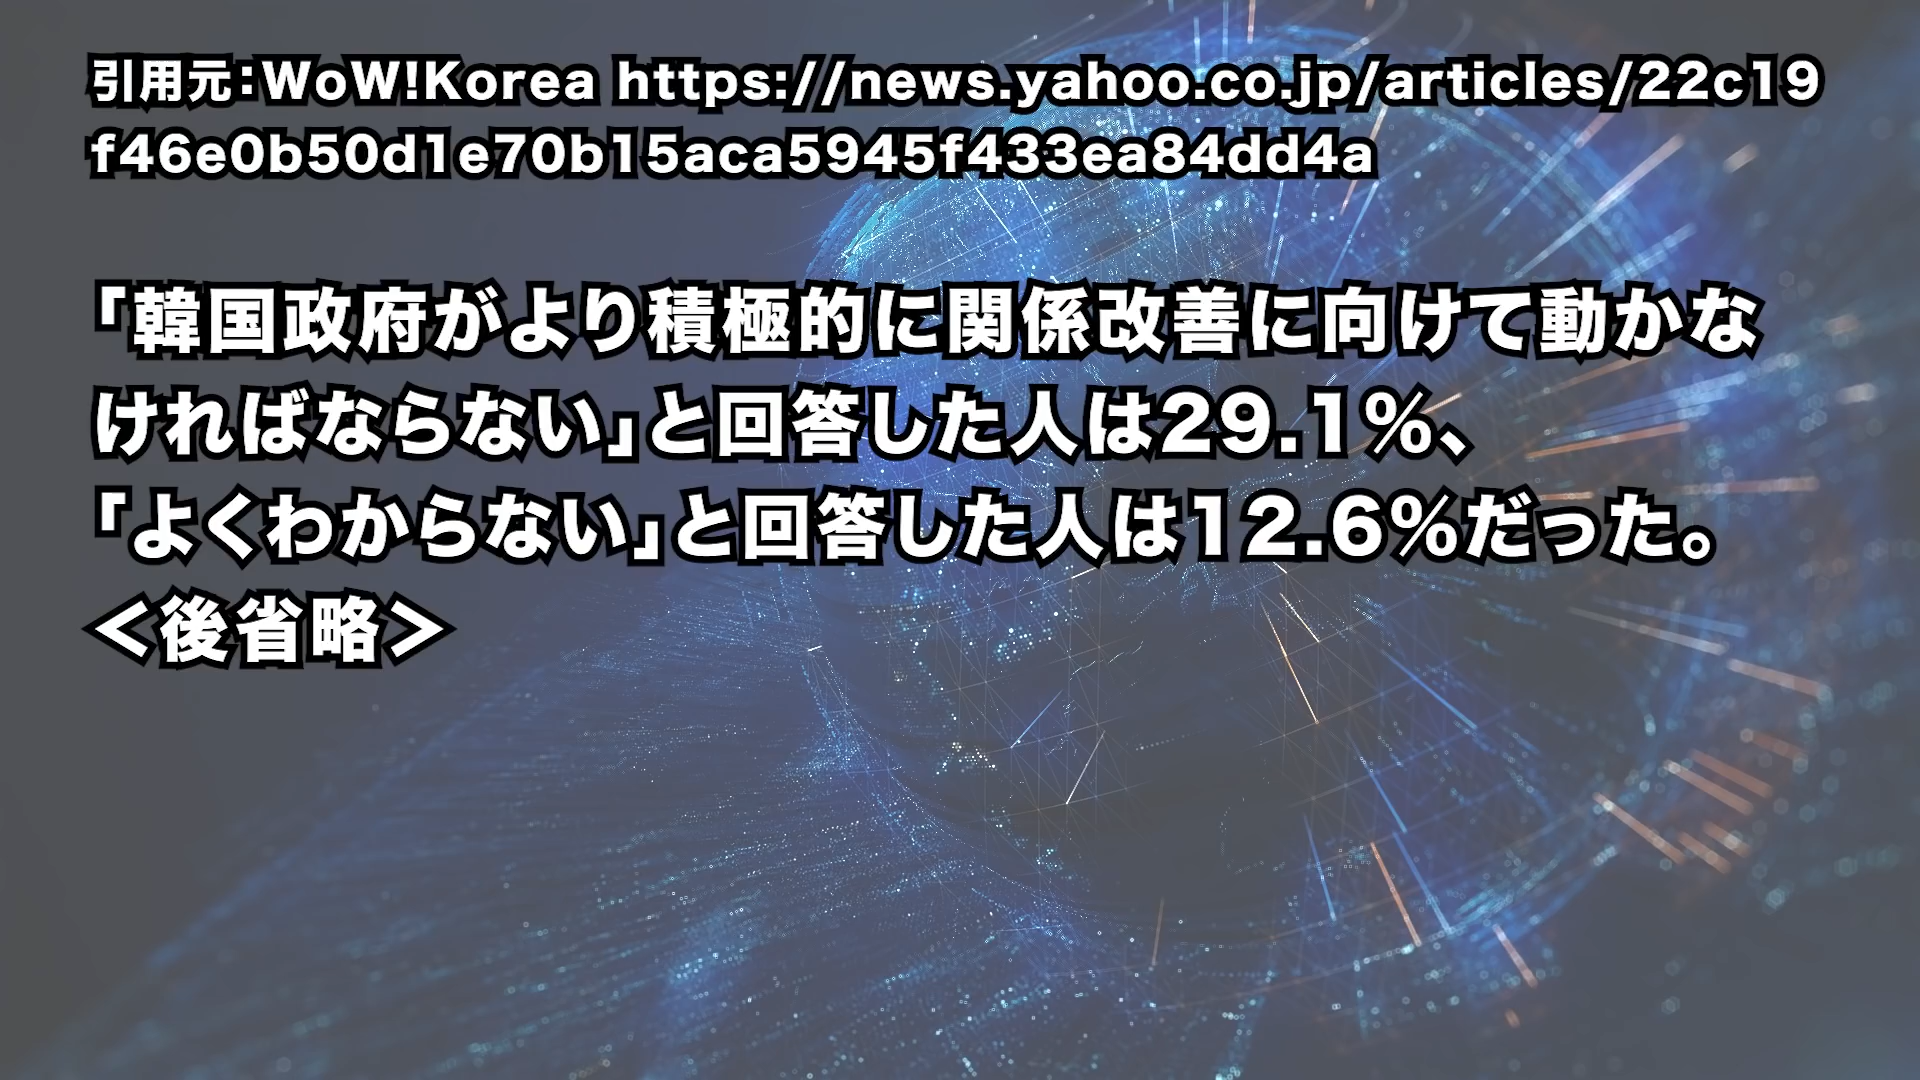 引用元:WoW!Korea https://news.yahoo.co.jp/articles/22c19
f46e0b50d1e70b15aca5945f433ea84dd4a
「韓国政府がより積極的に関係改善に向けて動かな
ければならない」と回答した人は29.1%、
「よくわからない」と回答した人は12.6%だった。
＜後省略＞